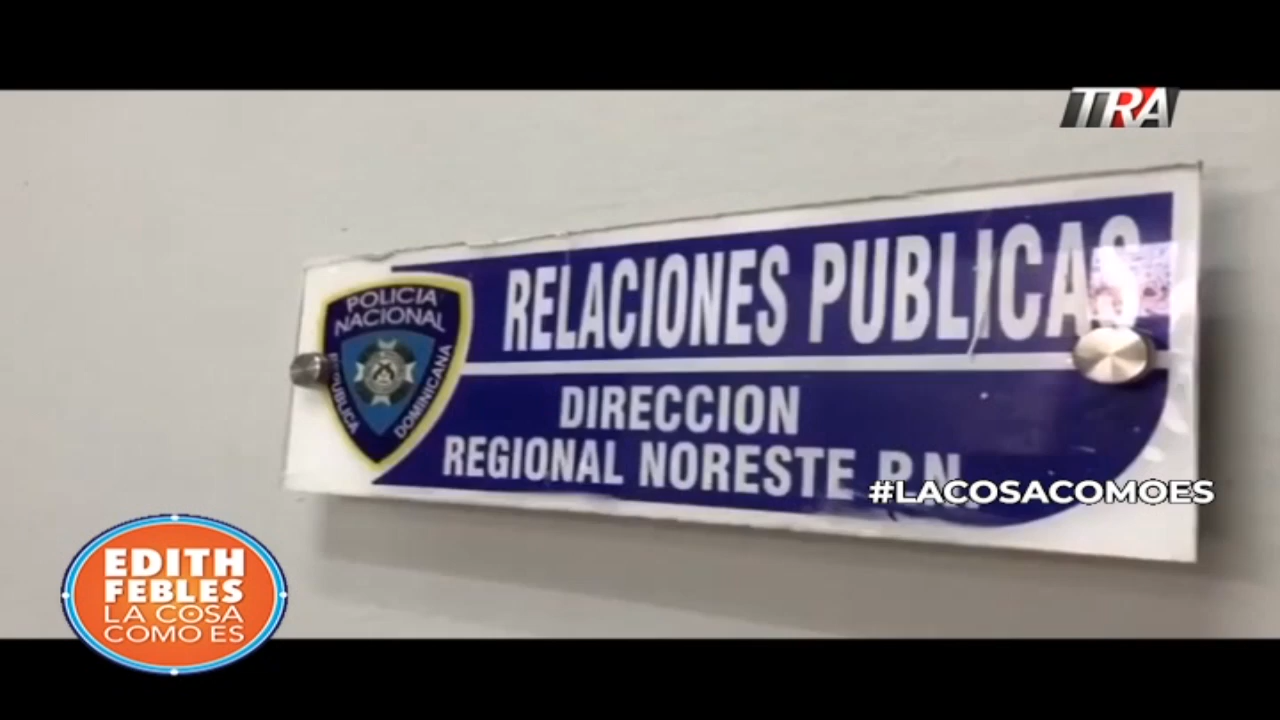 TRA
RELACIONES PUBLICAS
POLICIA
NACIONAL
REPUBLICA
DOMINICANA
DIRECCION
REGIONAL NORESTE P.N.
#LACOSACOMOES
EDITH
FEBLES
LA COSA
COMO ES